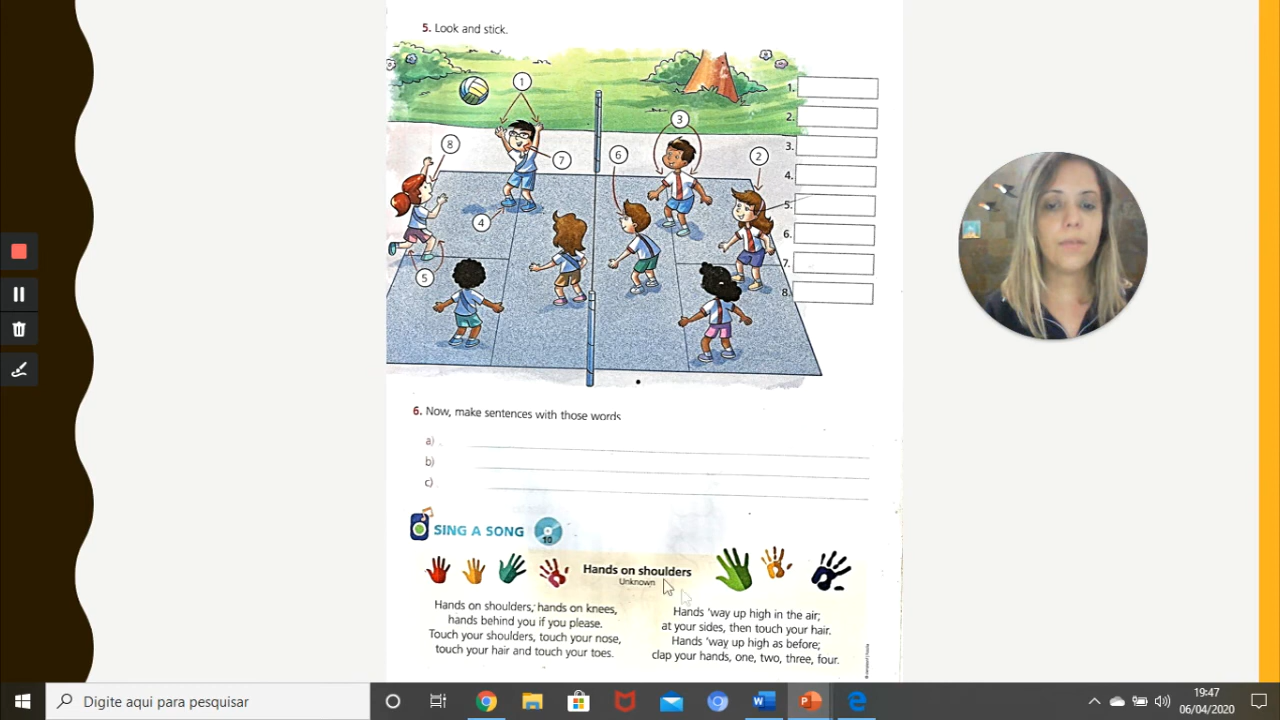 5. Look and stick.
1
2
3
4
5
6
7
8
1.
2.
3.
4.
5.
6.
7.
8.
6. Now, make sentences with those words
a)
b)
c)
SING A SONG
10
Hands on shoulders
Unknown
Hands on shoulders, hands on knees,
hands behind you if you please.
Touch your shoulders, touch your nose,
touch your hair and touch your toes.
Hands 'way up high in the air;
at your sides, then touch your hair.
Hands 'way up high as before;
clap your hands, one, two, three, four.
Digite aqui para pesquisar
19:47
06/04/2020